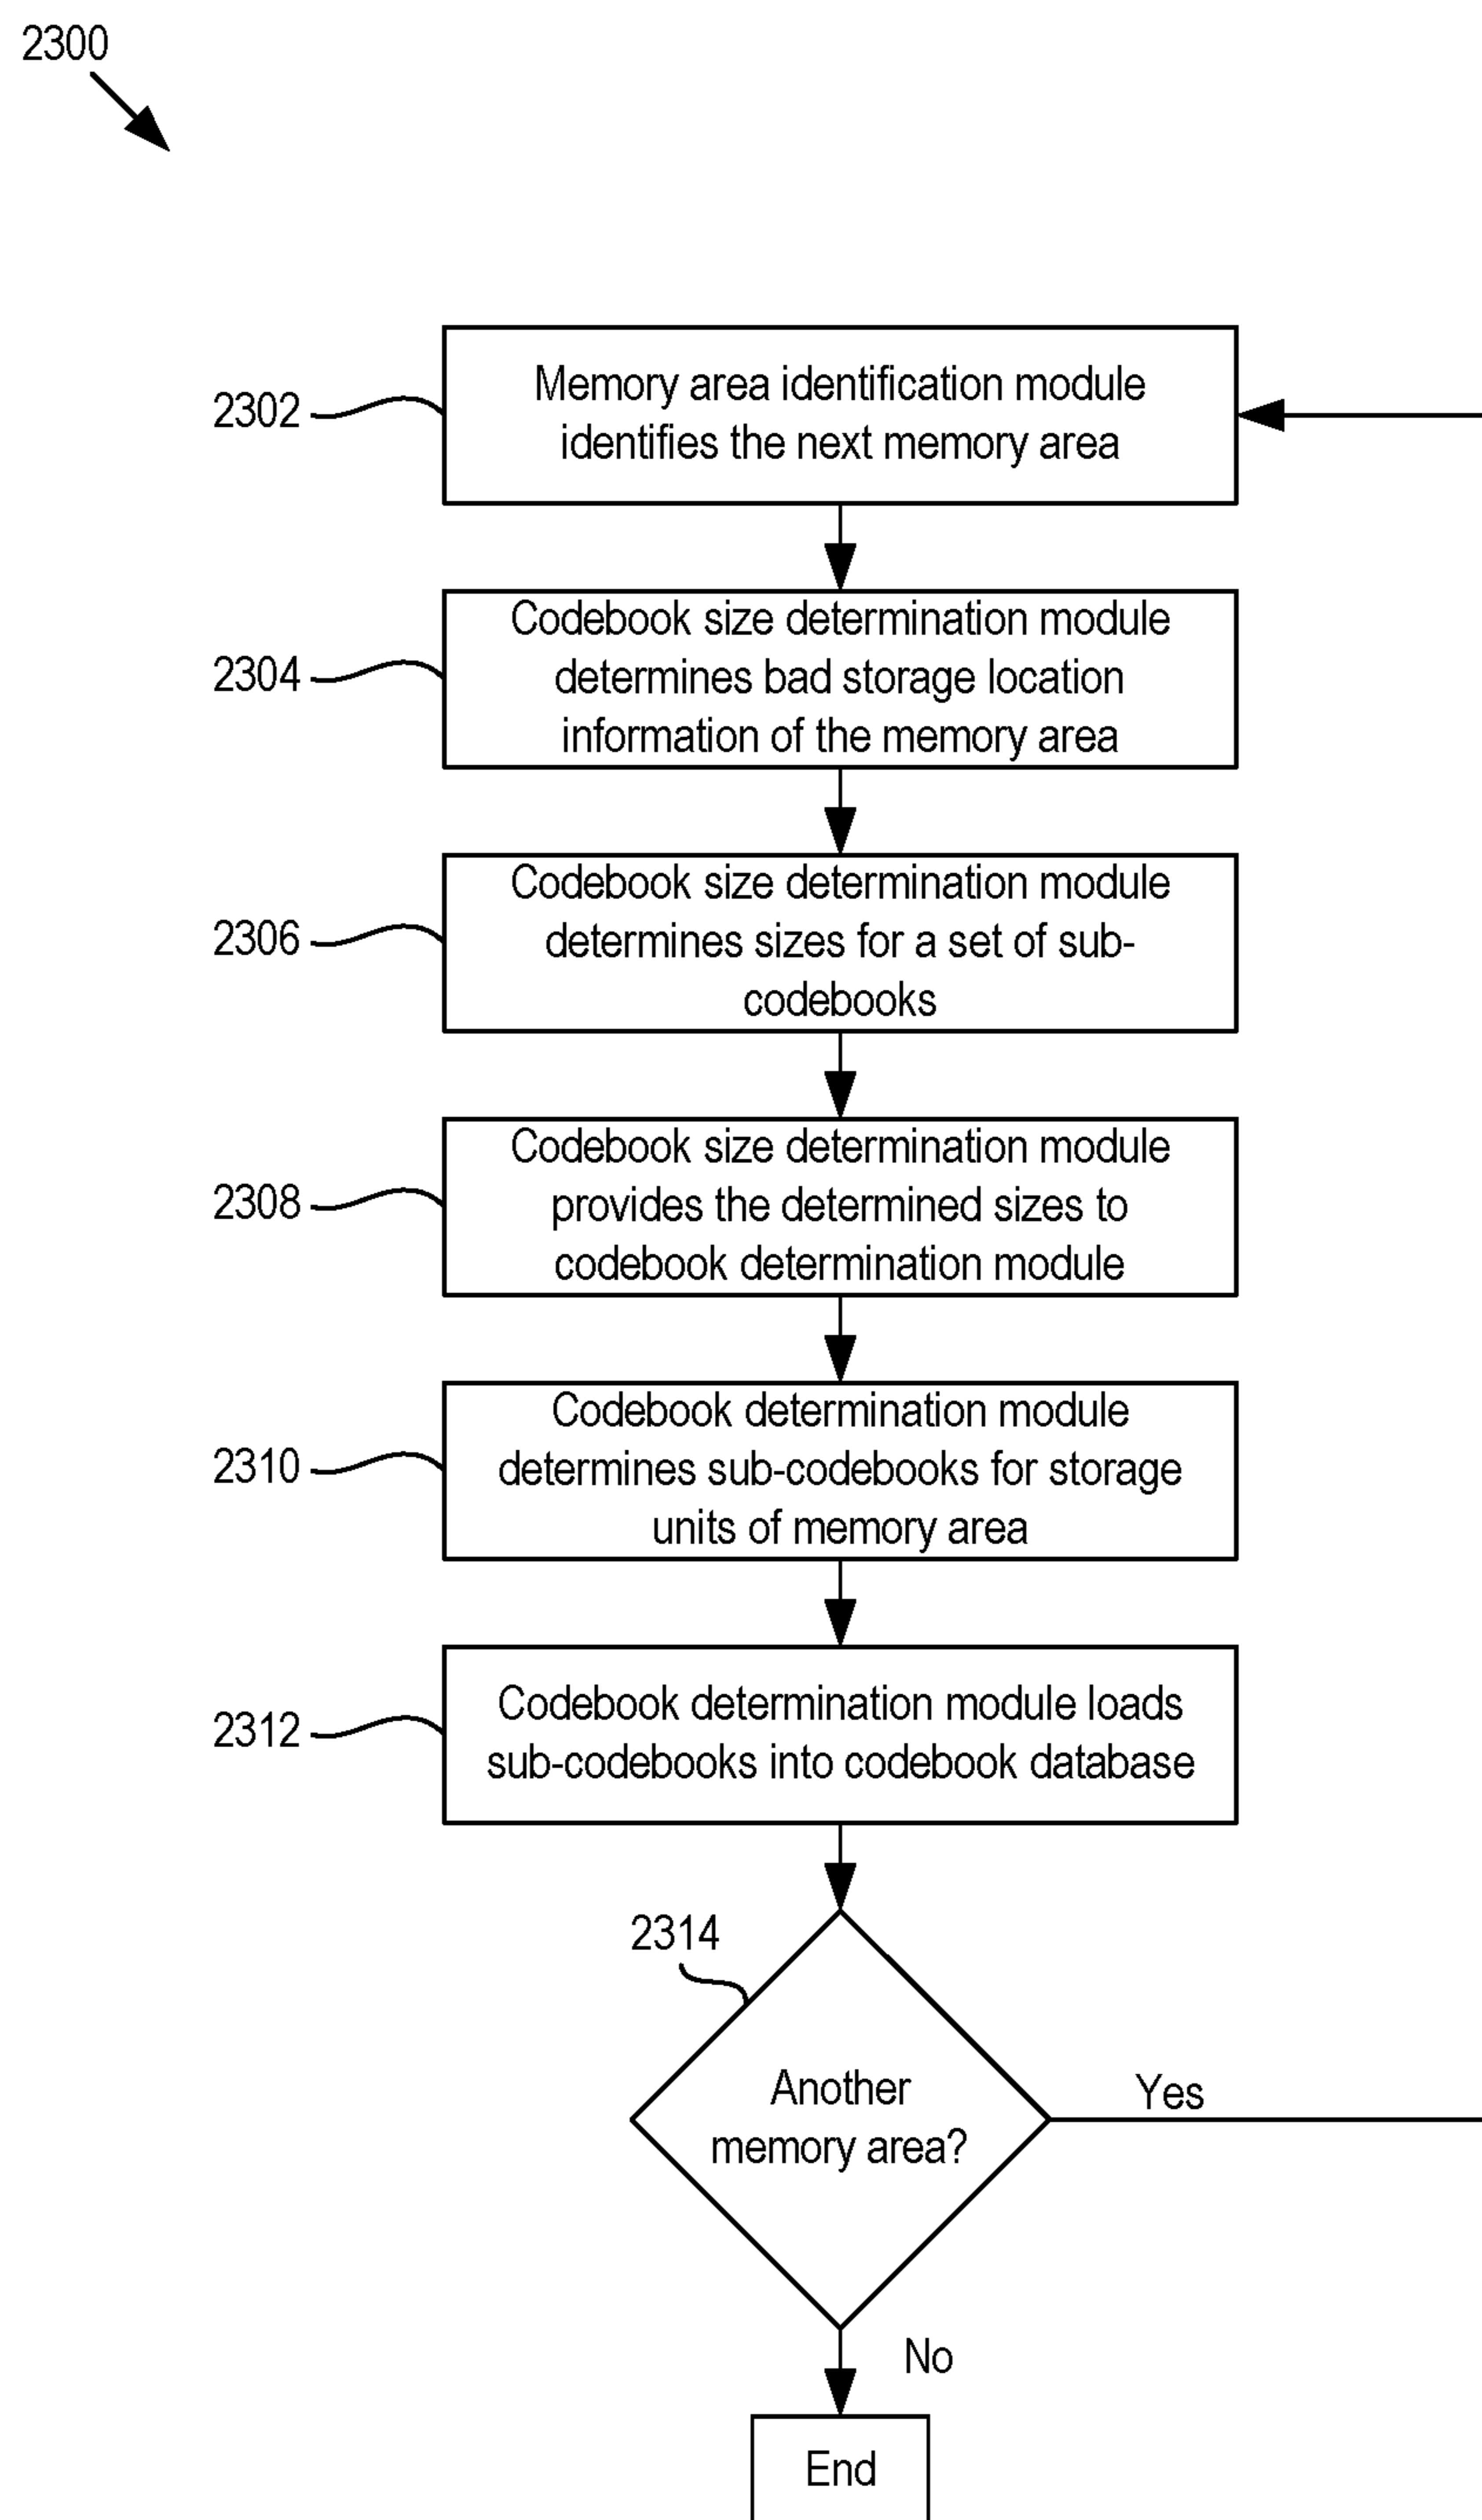 2300
2302
Memory area identification module
identifies the next memory area
2304
Codebook size determination module
determines bad storage location
information of the memory area
2306
Codebook size determination module
determines sizes for a set of sub-
codebooks
2308
Codebook size determination module
provides the determined sizes to
codebook determination module
2310
Codebook determination module
determines sub-codebooks for storage
units of memory area
2312
Codebook determination module loads
sub-codebooks into codebook database
2314
Another
memory area?
Yes
No
End